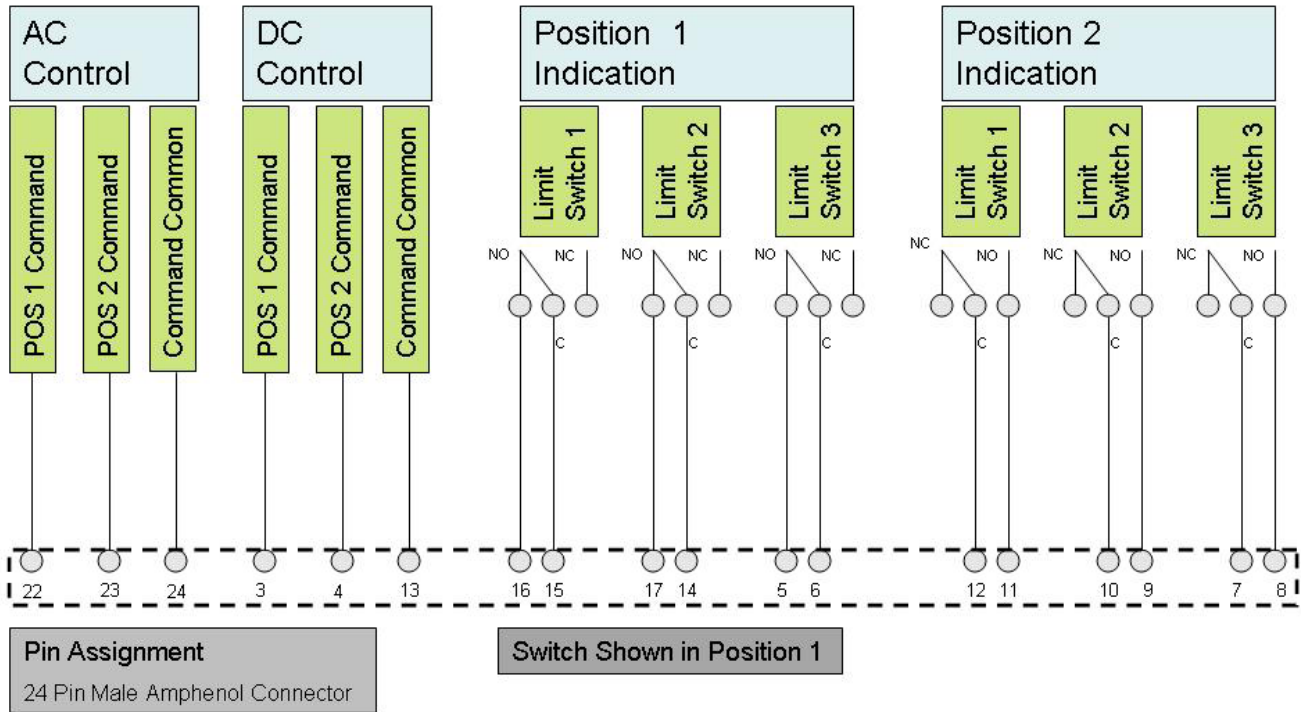 AC
Control
DC
Control
Position 1
Indication
Position 2
Indication
POS 1 Command
POS 2 Command
Command Common
POS 1 Command
POS 2 Command
Command Common
Limit
Switch 1
Limit
Switch 2
Limit
Switch 3
Limit
Switch 1
Limit
Switch 2
Limit
Switch 3
NO NC NO NC NO NC NC NO NC NO NC NO
C C C C C C
22 23 24 3 4 13 16 15 17 14 5 6 12 11 10 9 7 8
Pin Assignment
24 Pin Male Amphenol Connector
Switch Shown in Position 1